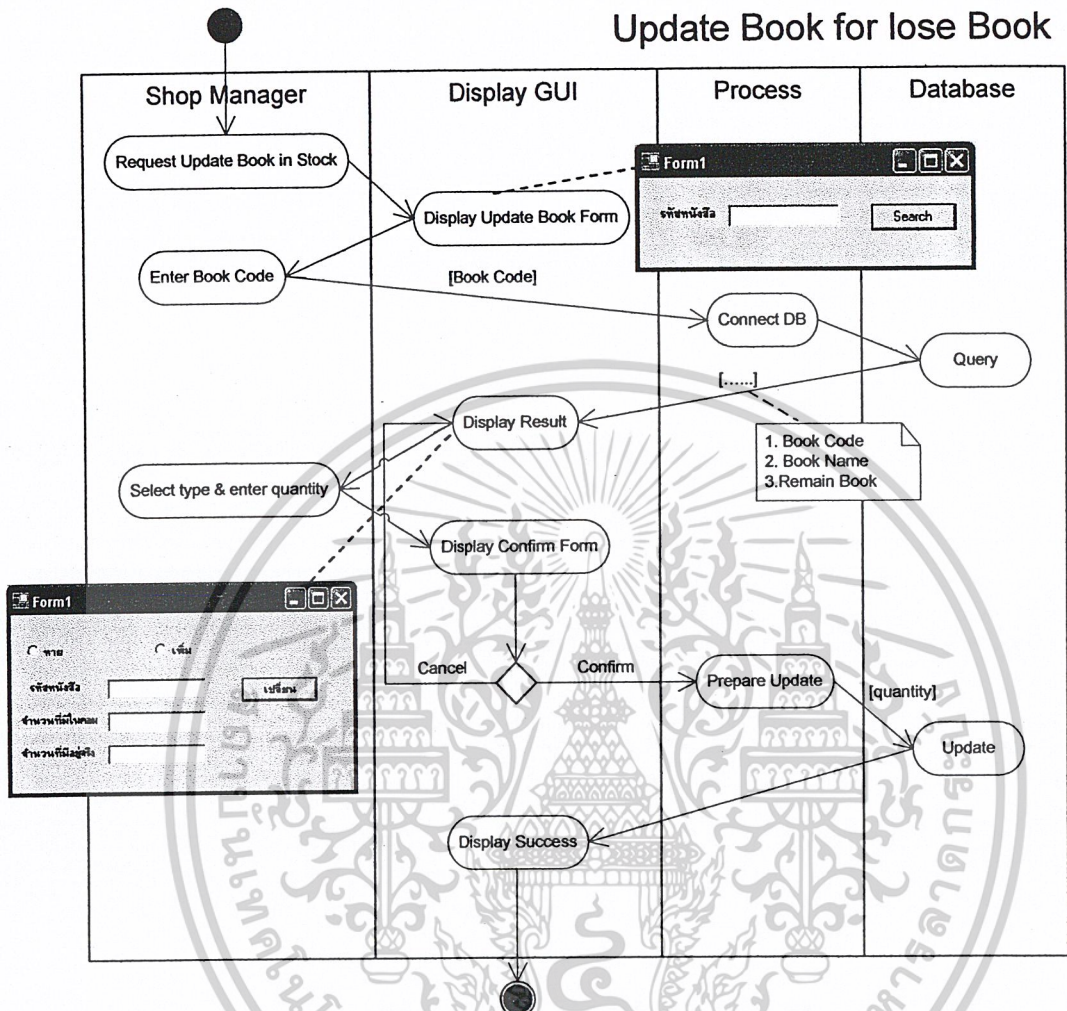 Update Book for lose Book
Shop Manager
Display GUI
Process
Database
Request Update Book in Stock
Display Update Book Form
Form1
รหัสหนังสือ
Search
Enter Book Code
[Book Code]
Connect DB
Query
[......]
Display Result
1. Book Code
2. Book Name
3.Remain Book
Select type & enter quantity
Display Confirm Form
Form1
หาย
เพิ่ม
รหัสหนังสือ
เปลี่ยน
จำนวนที่มีในคอม
จำนวนที่มีอยู่จริง
Cancel
Confirm
Prepare Update
[quantity]
Update
Display Success